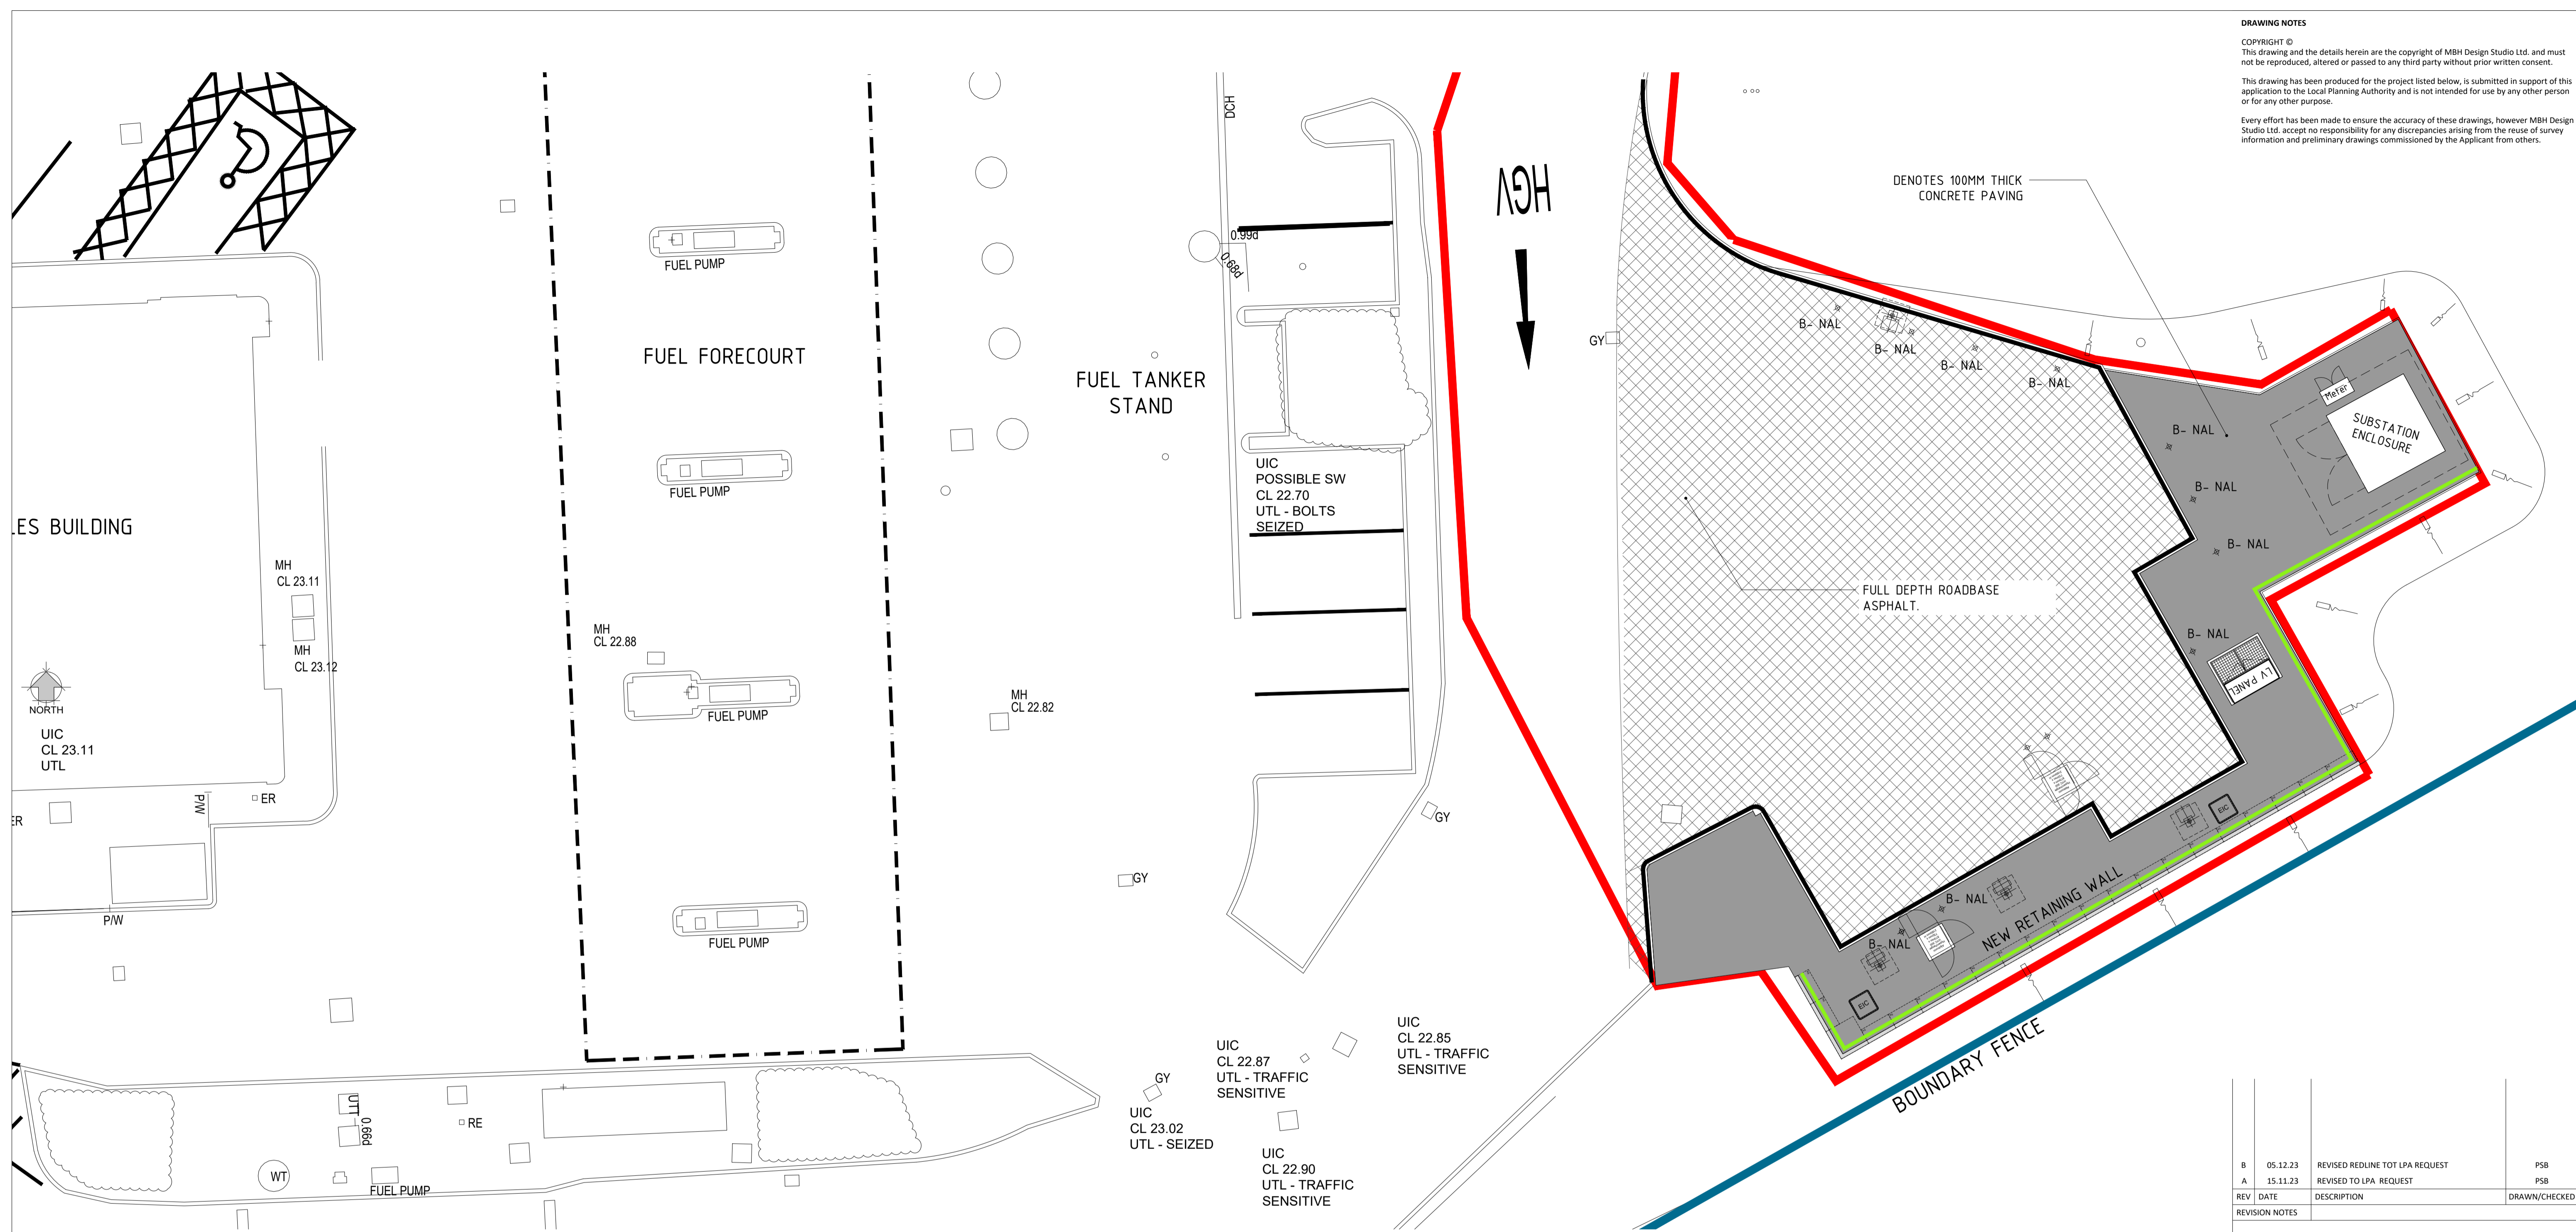 DRAWING NOTES
COPYRIGHT ©
This drawing and the details herein are the copyright of MBH Design Studio Ltd. and must
not be reproduced, altered or passed to any third party without prior written consent.
This drawing has been produced for the project listed below, is submitted in support of this
application to the Local Planning Authority and is not intended for use by any other person
or for any other purpose.
Every effort has been made to ensure the accuracy of these drawings, however MBH Design
Studio Ltd. accept no responsibility for any discrepancies arising from the reuse of survey
information and preliminary drawings commissioned by the Applicant from others.
DCH
HGV
DENOTES 100MM THICK
CONCRETE PAVING
0.99d
0.68d
FUEL PUMP
FUEL FORECOURT
FUEL TANKER
STAND
GY
B- NAL
B- NAL
B- NAL
B- NAL
Meter
SUBSTATION
ENCLOSURE
B- NAL
B- NAL
B- NAL
B- NAL
FUEL PUMP
UIC
POSSIBLE SW
CL 22.70
UTL - BOLTS
SEIZED
LES BUILDING
MH
CL 23.11
MH
CL 23.12
MH
CL 22.88
FULL DEPTH ROADBASE
ASPHALT.
LV PANEL
NORTH
UIC
CL 23.11
UTL
FUEL PUMP
MH
CL 22.82
ER
P/W
ER
GY
EIC
GY
P/W
FUEL PUMP
B- NAL
B- NAL
NEW RETAINING WALL
EIC
BOUNDARY FENCE
UIC
CL 22.85
UTL - TRAFFIC
SENSITIVE
UIC
CL 22.87
UTL - TRAFFIC
SENSITIVE
GY
UIC
CL 23.02
UTL - SEIZED
UIC
CL 22.90
UTL - TRAFFIC
SENSITIVE
UTT
0.66d
RE
WT
FUEL PUMP
B 05.12.23 REVISED REDLINE TOT LPA REQUEST PSB
A 15.11.23 REVISED TO LPA REQUEST PSB
REV DATE DESCRIPTION DRAWN/CHECKED
REVISION NOTES